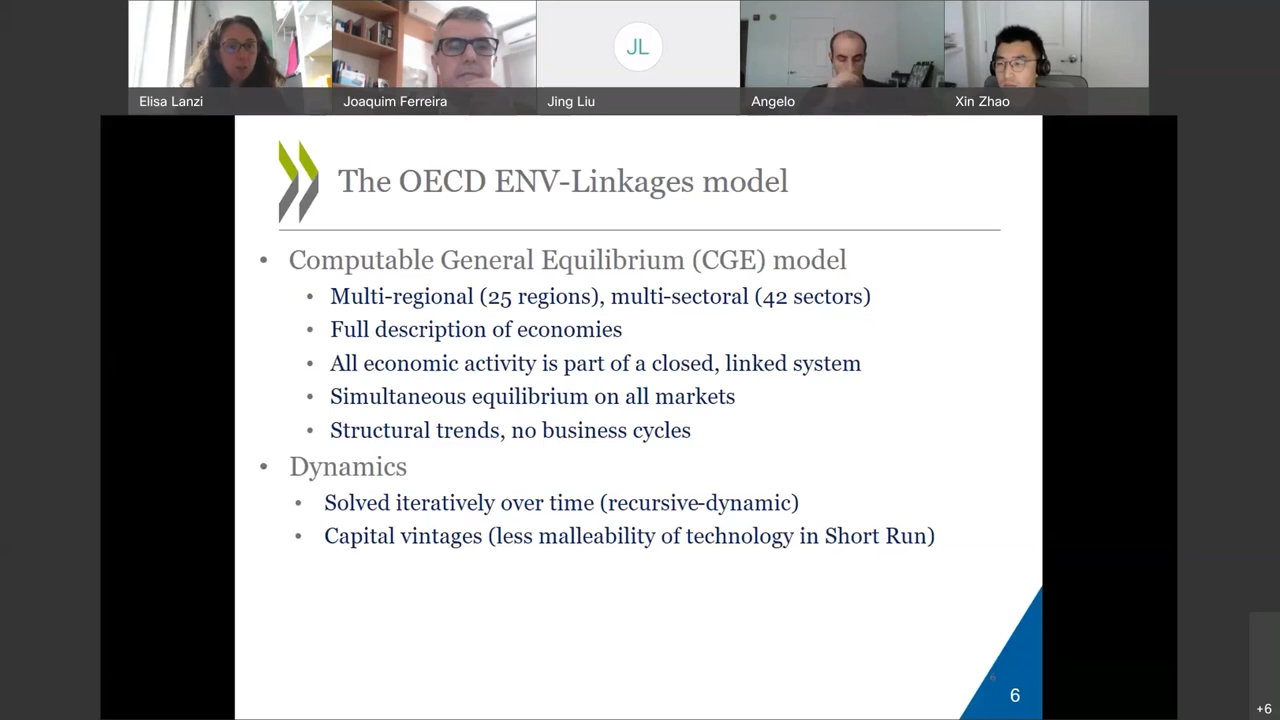 JL
Elisa Lanzi
Joaquim Ferreira
Jing Liu
Angelo
Xin Zhao
The OECD ENV-Linkages model
• Computable General Equilibrium (CGE) model
• Multi-regional (25 regions), multi-sectoral (42 sectors)
• Full description of economies
• All economic activity is part of a closed, linked system
• Simultaneous equilibrium on all markets
• Structural trends, no business cycles
• Dynamics
• Solved iteratively over time (recursive-dynamic)
• Capital vintages (less malleability of technology in Short Run)
6
+6